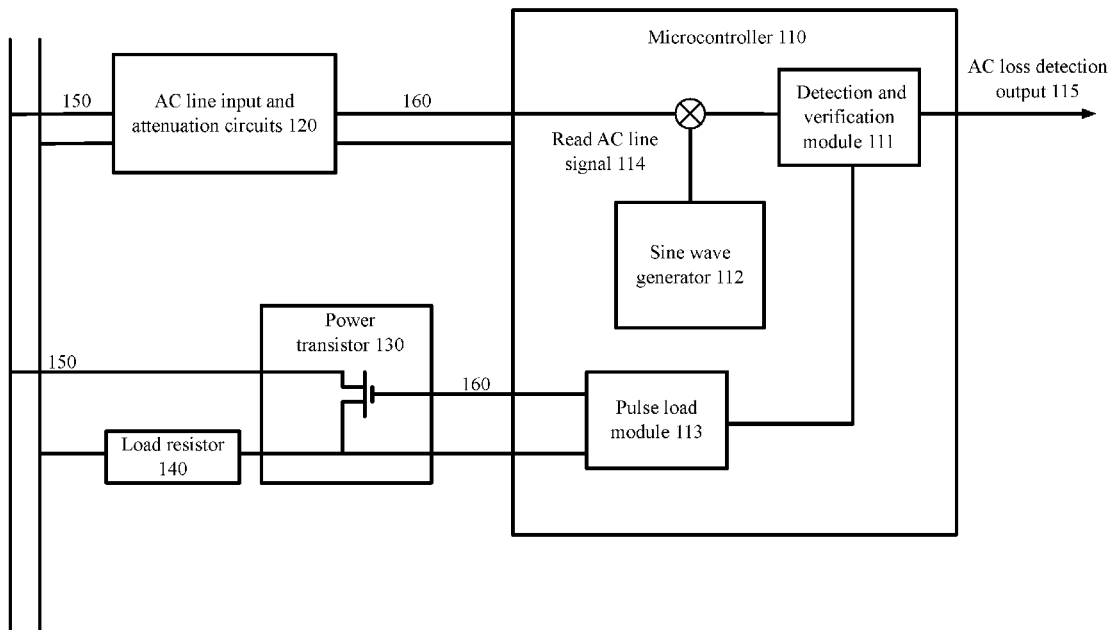 Microcontroller 110
150
AC line input and
attenuation circuits 120
160
Read AC line
signal 114
Detection and
verification
module 111
AC loss detection
output 115
Sine wave
generator 112
Power
transistor 130
150
160
Pulse load
module 113
Load resistor
140